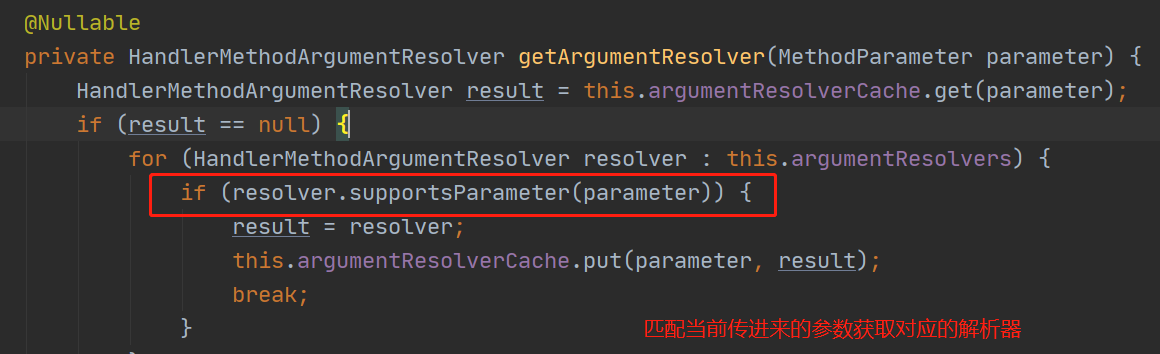 @Nullable
private HandlerMethodArgumentResolver getArgumentResolver(MethodParameter parameter) {
HandlerMethodArgumentResolver result = this.argumentResolverCache.get(parameter);
if (result == null) {
for (HandlerMethodArgumentResolver resolver : this.argumentResolvers) {
if (resolver.supportsParameter(parameter)) {
result = resolver;
this.argumentResolverCache.put(parameter, result);
break;
}
匹配当前传进来的参数获取对应的解析器